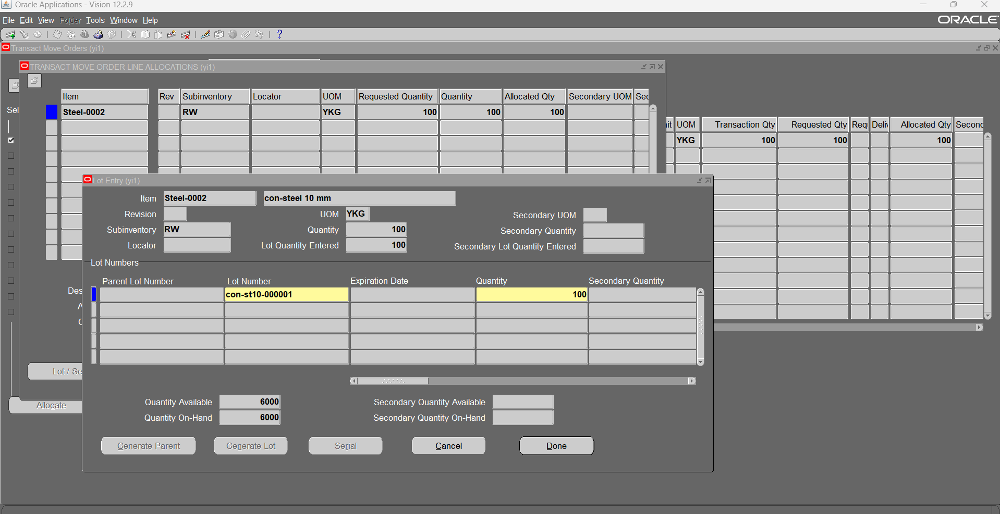 Oracle Applications - Vision 12.2.9
File Edit View Folder Tools Window Help
ORACLE
Transact Move Orders (yi1)
TRANSACT MOVE ORDER LINE ALLOCATIONS (yi1)
Item Rev Subinventory Locator UOM Requested Quantity Quantity Allocated Qty Secondary UOM Sec
Sel Steel-0002 RW YKG 100 100 100
it UOM Transaction Qty Requested Qty Req Deliv Allocated Qty Second
YKG 100 100 100
Lot Entry (yi1)
Item Steel-0002 con-steel 10 mm
Revision UOM YKG Secondary UOM
Subinventory RW Quantity 100 Secondary Quantity
Locator Lot Quantity Entered 100 Secondary Lot Quantity Entered
Lot Numbers
Parent Lot Number Lot Number Expiration Date Quantity Secondary Quantity
Des con-st10-000001 100
A
C
Lot / Se
Allocate
Quantity Available 6000 Secondary Quantity Available
Quantity On-Hand 6000 Secondary Quantity On-Hand
Generate Parent Generate Lot Serial Cancel Done